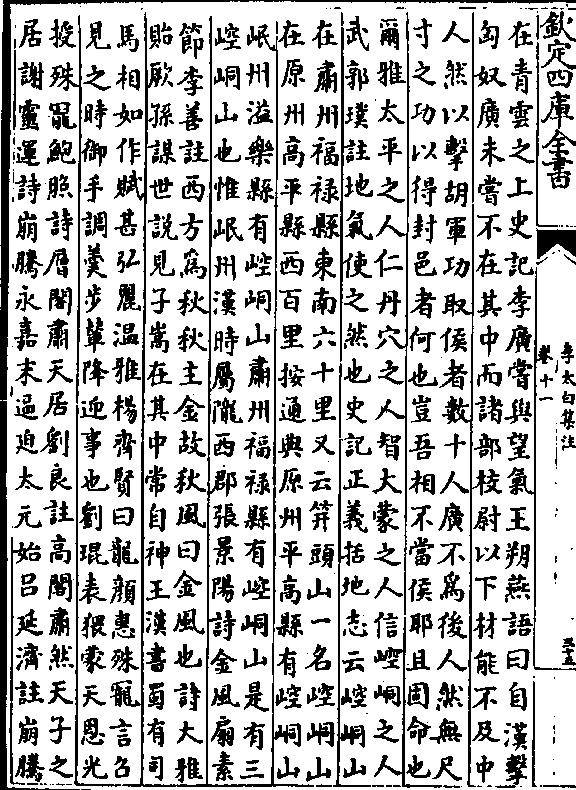 欽定四庫全書
李太白集注
卷十一
三五
在青雲之上史記李廣嘗與望氣王朔燕語曰自漢擊
匈奴廣未嘗不在其中而諸部校尉以下材能不及中
人然以擊胡軍功取侯者數十人廣不爲後人然無尺
寸之功以得封邑者何也豈吾相不當侯耶且固命也
爾雅太平之人仁丹穴之人智大蒙之人信崆峒之人
武郭璞註地氣使之然也史記正義括地志云崆峒山
在肅州福禄縣東南六十里又云笄頭山一名崆峒山
在原州高平縣西百里按通典原州平高縣有崆峒山
岷州溢樂縣有崆峒山肅州福禄縣有崆峒山是有三
崆峒山也惟岷州漢時屬隴西郡張景陽詩金風扇素
節李善註西方爲秋秋主金故秋風曰金風也詩大雅
貽厥孫謀世説見子嵩在其中常自神王漢書蜀有司
馬相如作賦甚弘麗温雅楊齊賢曰龍顔惠殊寵言召
見之時御手調羹步輦降迎事也劉琨表猥蒙天恩光
投殊寵鮑照詩層閣肅天居劉良註高閣肅然天子之
居謝靈運詩崩騰永嘉末逼迫太元始吕延濟註崩騰